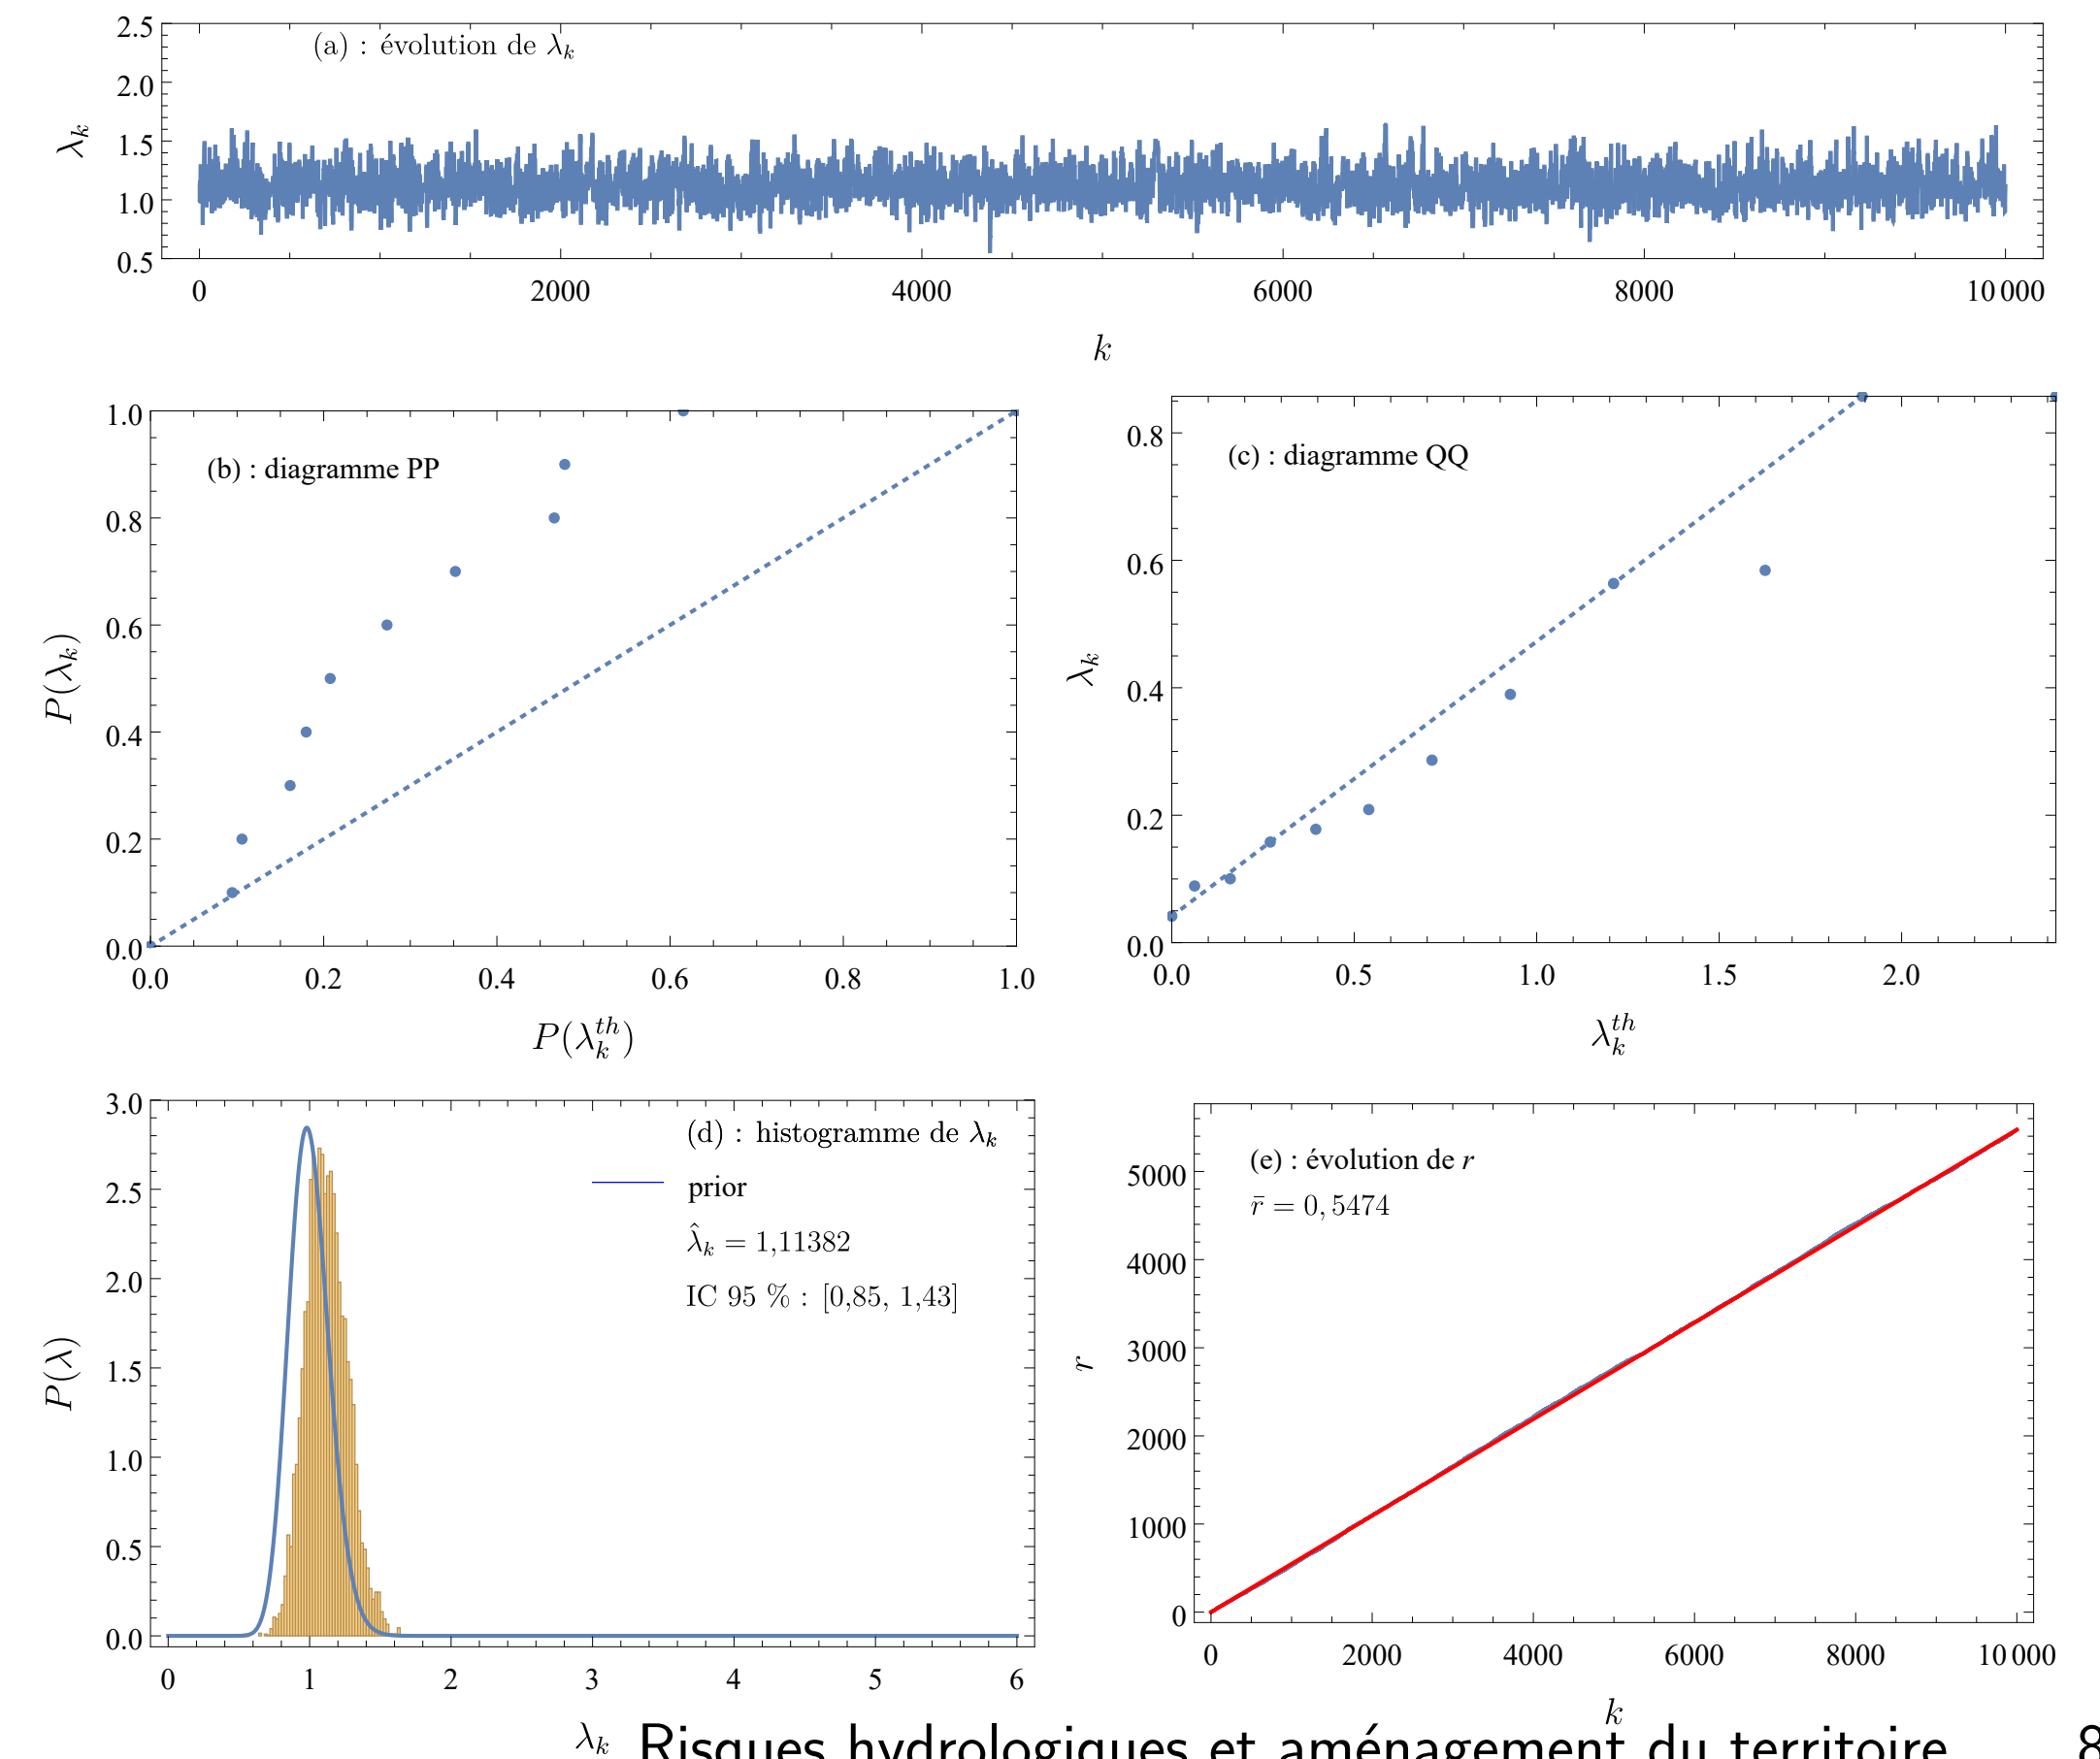 (a) : évolution de λ_k
2.5
2.0
1.5
1.0
0.5
λ_k
0 2000 4000 6000 8000 10 000
k
(b) : diagramme PP
1.0
0.8
0.6
0.4
0.2
0.0
P(λ_k)
0.0 0.2 0.4 0.6 0.8 1.0
P(λ_k^{th})
(c) : diagramme QQ
0.8
0.6
0.4
0.2
0.0
λ_k
0.0 0.5 1.0 1.5 2.0
λ_k^{th}
(d) : histogramme de λ_k
prior
λ̂_k = 1,11382
IC 95 % : [0,85, 1,43]
3.0
2.5
2.0
1.5
1.0
0.5
0.0
P(λ)
0 1 2 3 4 5 6
λ_k
(e) : évolution de r
r̄ = 0, 5474
5000
4000
3000
2000
1000
0
r
0 2000 4000 6000 8000 10 000
k
Risques hydrologiques et aménagement du territoire